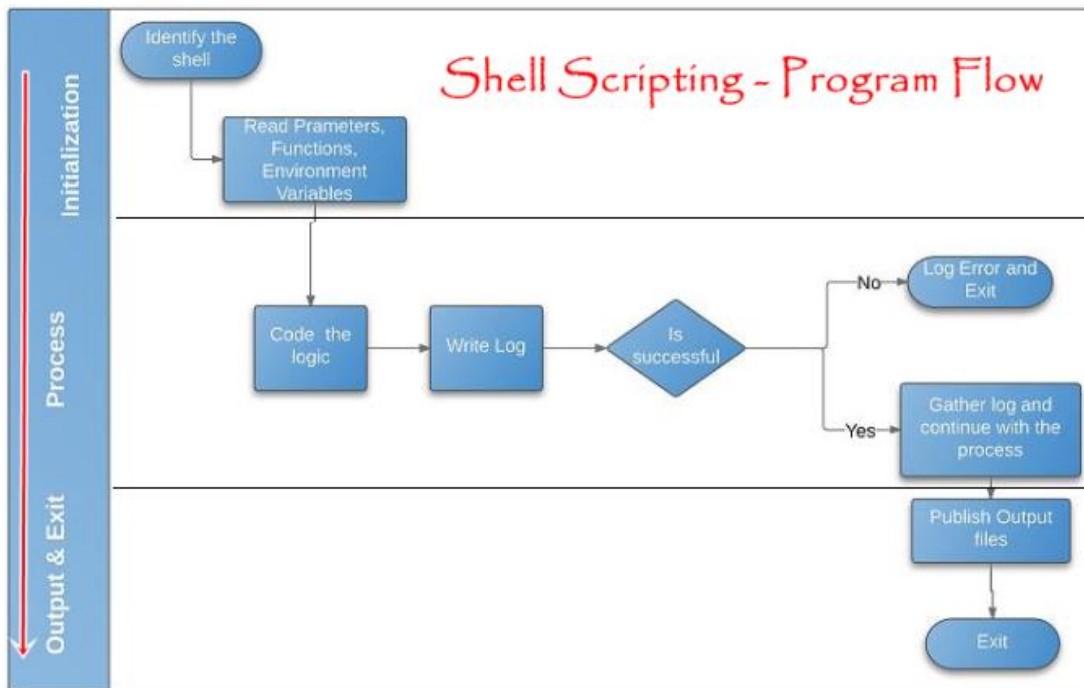 Shell Scripting - Program Flow
Initialization
Identify the
shell
Read Prameters,
Functions,
Environment
Variables
Process
Code the
logic
Write Log
Is
successful
No
Log Error and
Exit
Yes
Gather log and
continue with the
process
Output & Exit
Publish Output
files
Exit